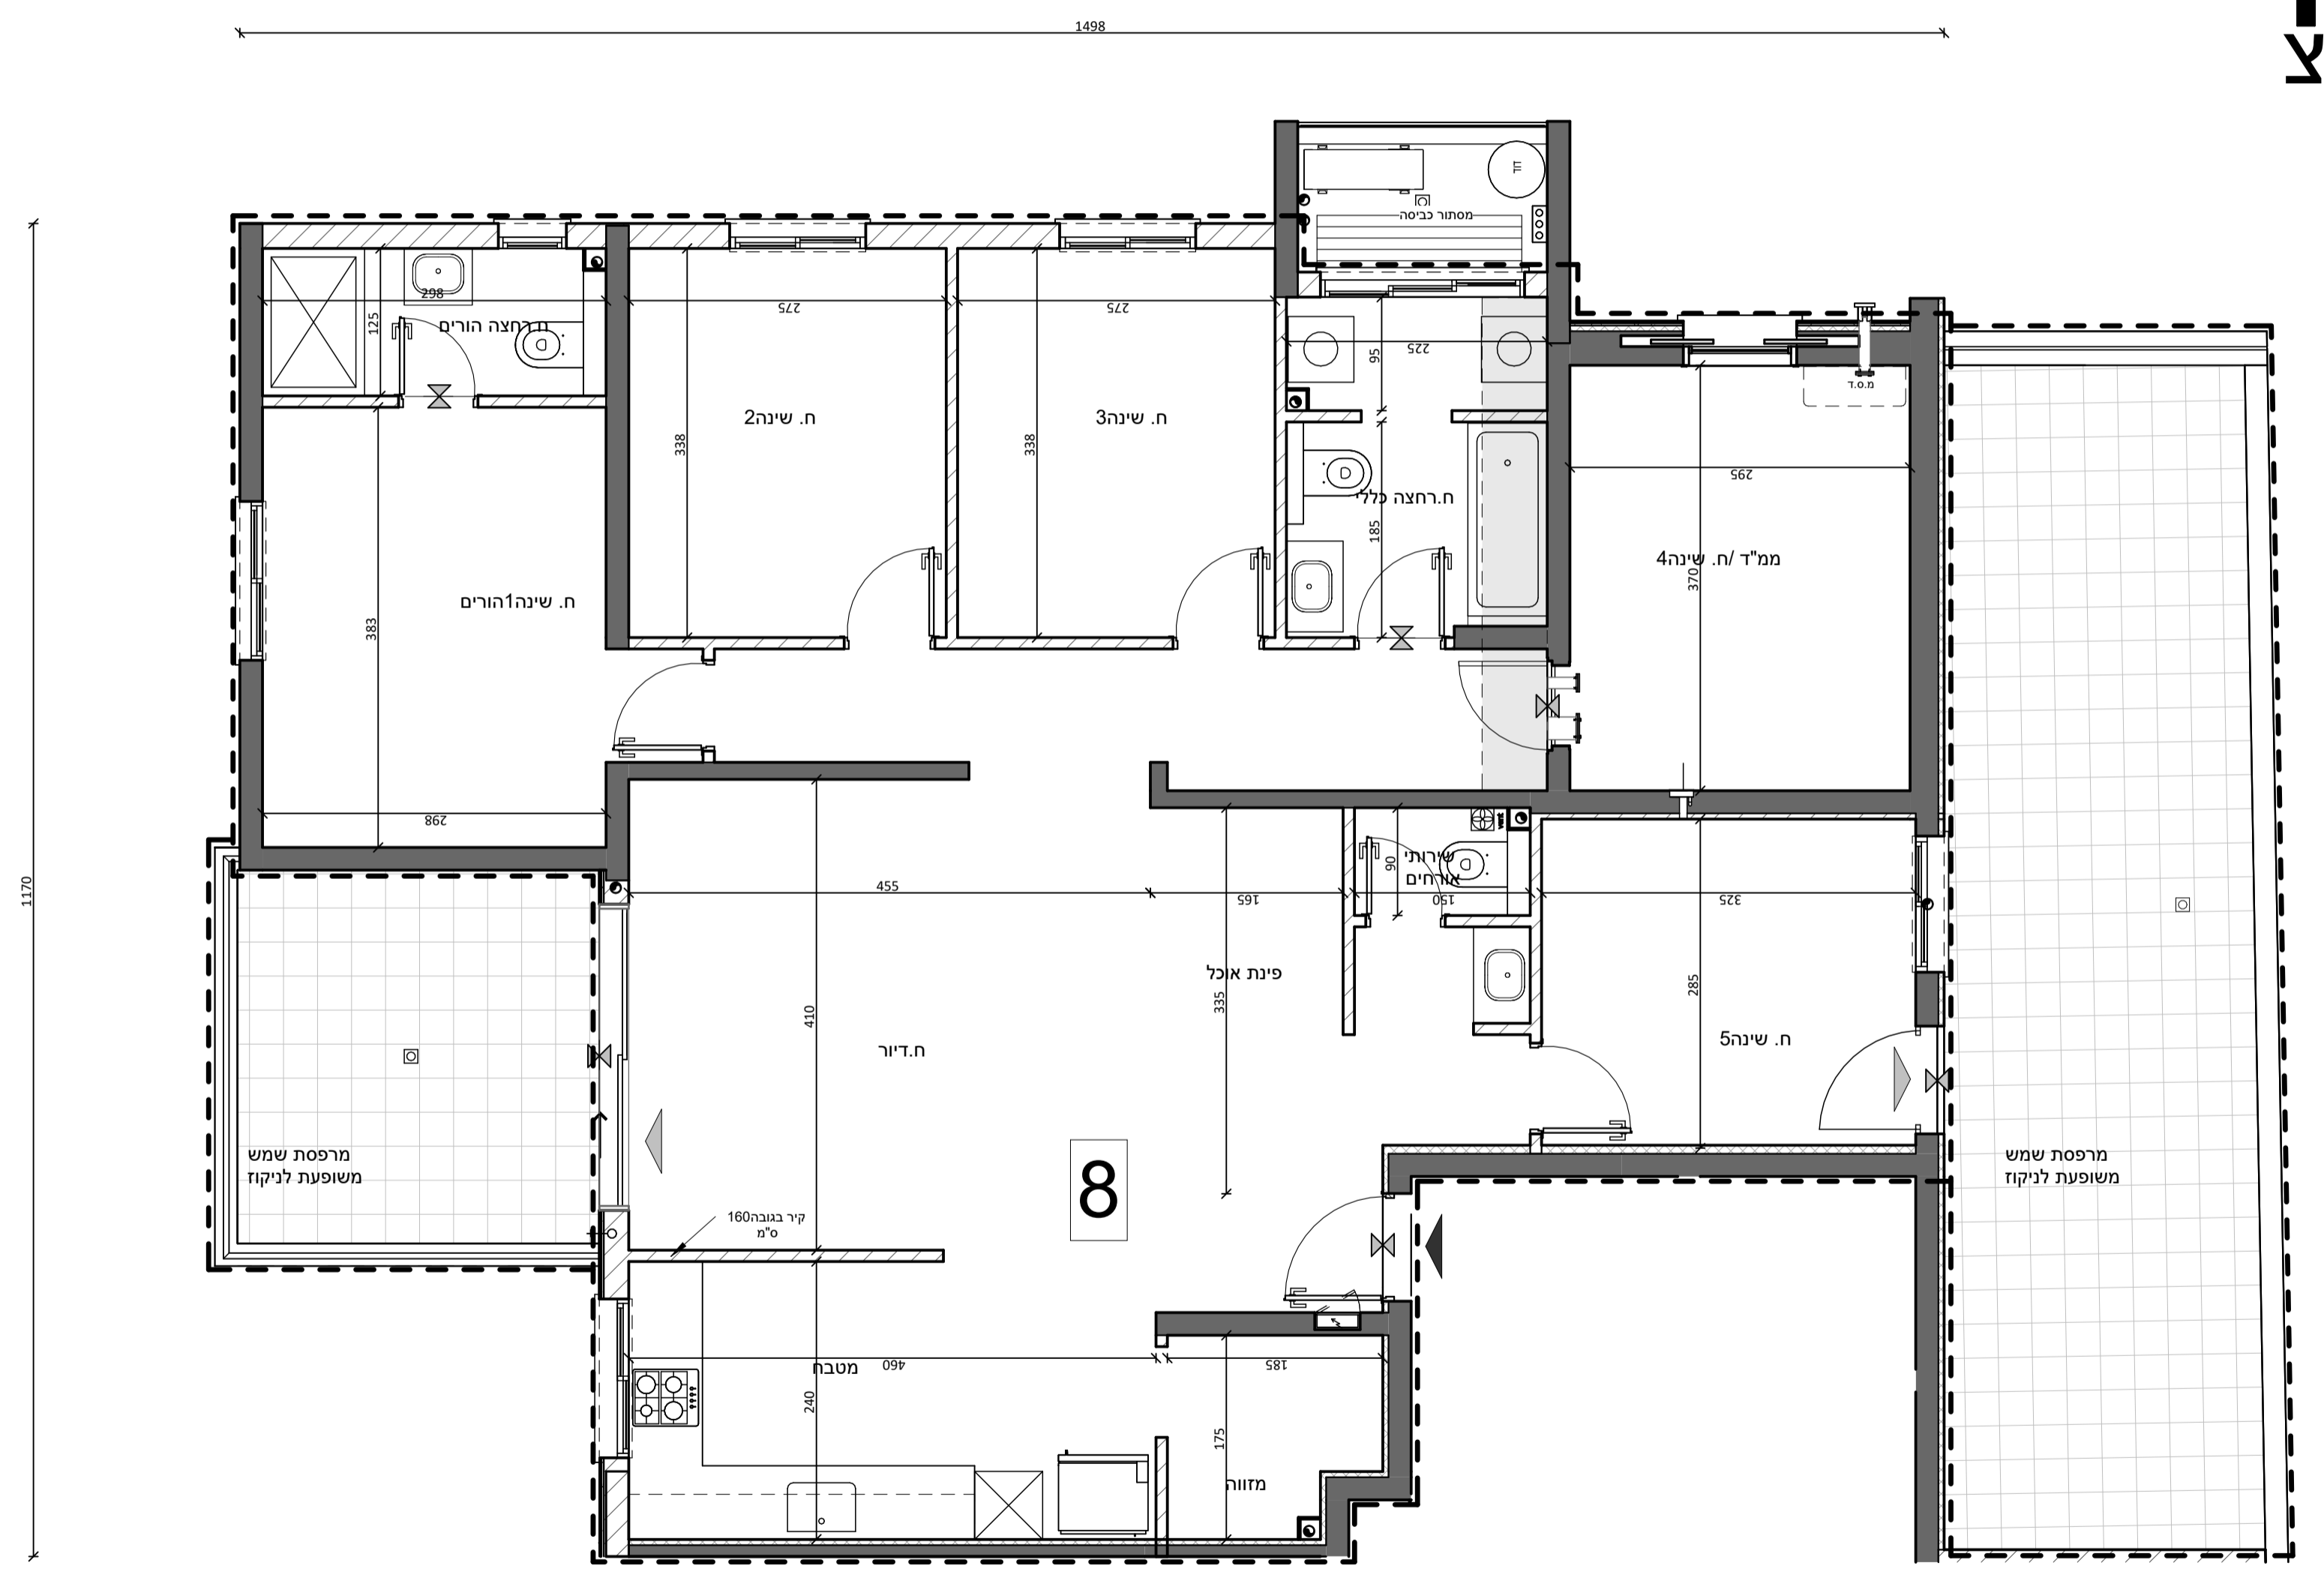 1498
צ
דוד
מסתור כביסה
298
125
ח.רחצה הורים
275
275
95
225
מ.ס.ד
338
ח. שינה2
338
ח. שינה3
ח.רחצה כללי
185
295
370
ממ"ד /ח. שינה4
383
ח. שינה1הורים
298
1170
455
165
90
שירותי
אורחים
150
vent
325
410
335
פינת אוכל
285
ח.דיור
ח. שינה5
מרפסת שמש
משופעת לניקוז
מרפסת שמש
משופעת לניקוז
8
קיר בגובה160
ס"מ
מטבח
460
185
240
175
מזווה